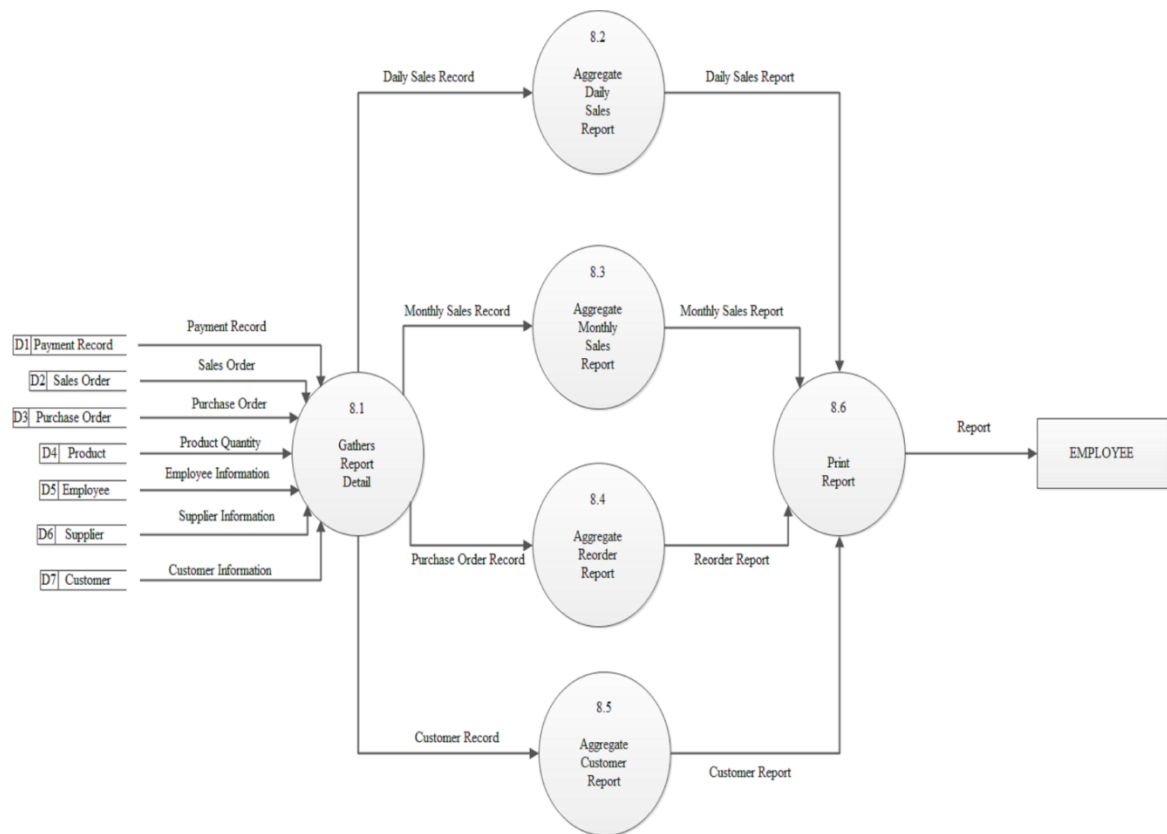 8.2
Aggregate
Daily
Sales
Report
Daily Sales Record
Daily Sales Report
8.3
Aggregate
Monthly
Sales
Report
Monthly Sales Record
Monthly Sales Report
Payment Record
D1 Payment Record
Sales Order
D2 Sales Order
Purchase Order
D3 Purchase Order
Product Quantity
D4 Product
Employee Information
D5 Employee
Supplier Information
D6 Supplier
Customer Information
D7 Customer
8.1
Gathers
Report
Detail
8.6
Print
Report
Report
EMPLOYEE
8.4
Aggregate
Reorder
Report
Purchase Order Record
Reorder Report
8.5
Aggregate
Customer
Report
Customer Record
Customer Report